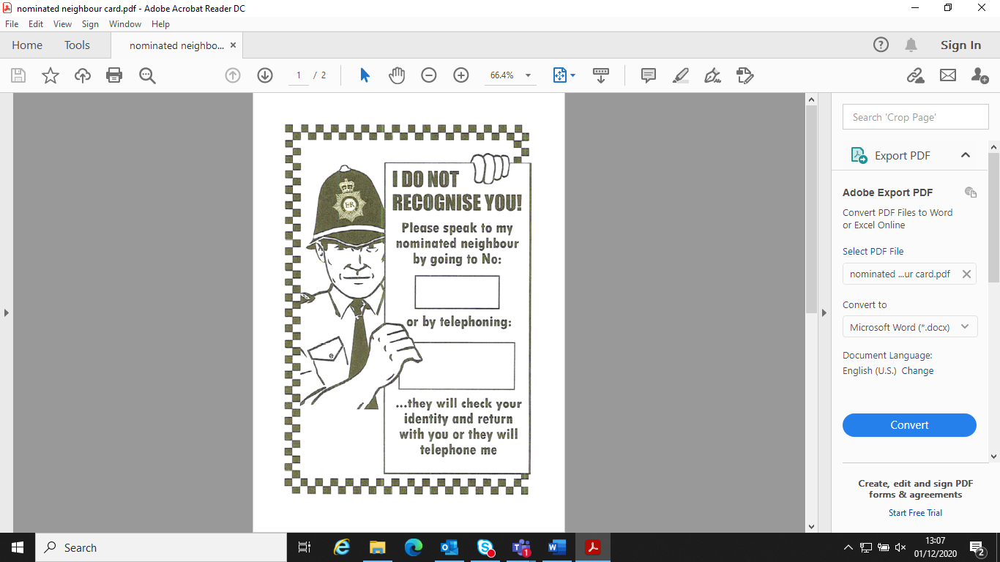 nominated neighbour card.pdf - Adobe Acrobat Reader DC
File Edit View Sign Window Help
Home Tools nominated neighbo... × Sign In
1 / 2 66.4%
Search 'Crop Page'
Export PDF
Adobe Export PDF
Convert PDF Files to Word
or Excel Online
Select PDF File
nominated ...ur card.pdf
Convert to
Microsoft Word (*.docx)
Document Language:
English (U.S.) Change
Convert
Create, edit and sign PDF
forms & agreements
Start Free Trial
I DO NOT
RECOGNISE YOU!
Please speak to my
nominated neighbour
by going to No:
or by telephoning:
...they will check your
identity and return
with you or they will
telephone me
EiiR
Search
1
13:07
01/12/2020
2